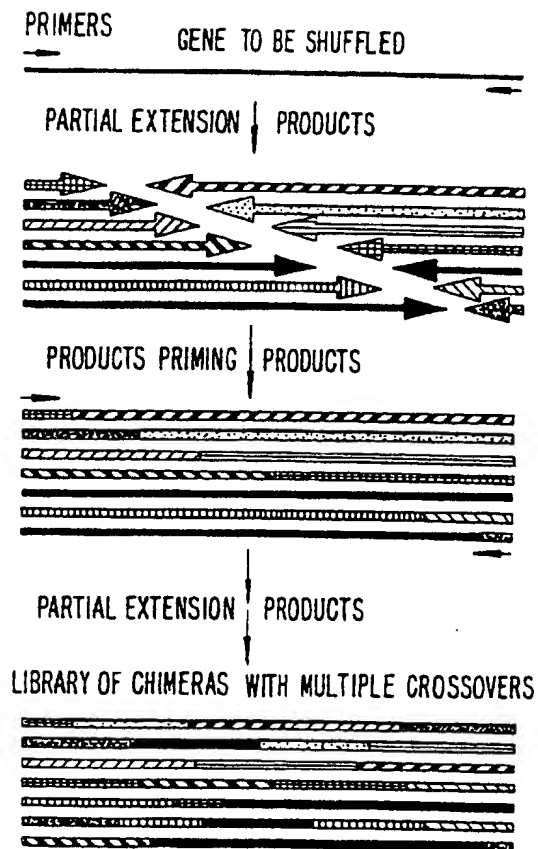 PRIMERS
GENE TO BE SHUFFLED
PARTIAL EXTENSION PRODUCTS
PRODUCTS PRIMING PRODUCTS
PARTIAL EXTENSION PRODUCTS
LIBRARY OF CHIMERAS WITH MULTIPLE CROSSOVERS